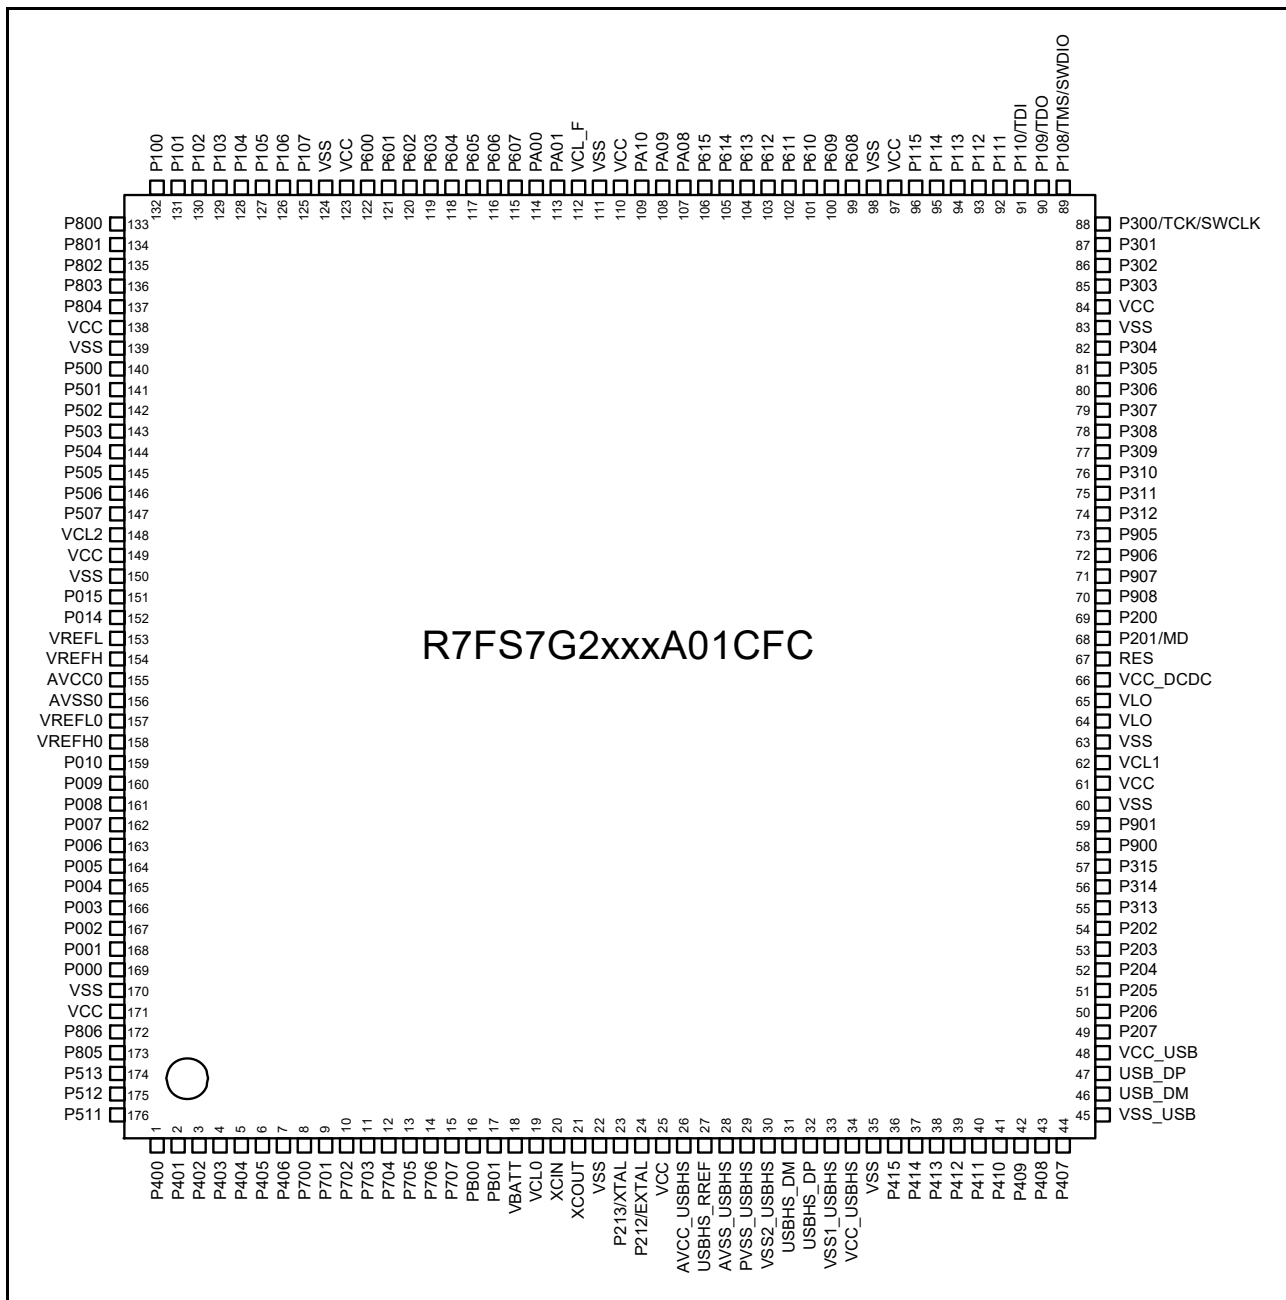 P100
P101
P102
P103
P104
P105
P106
P107
VSS
VCC
P600
P601
P602
P603
P604
P605
P606
P607
PA00
PA01
VCL_F
VSS
VCC
PA10
PA09
PA08
P615
P614
P613
P612
P611
P610
P609
P608
VSS
VCC
P115
P114
P113
P112
P111
P110/TDI
P109/TDO
P108/TMS/SWDIO
132
131
130
129
128
127
126
125
124
123
122
121
120
119
118
117
116
115
114
113
112
111
110
109
108
107
106
105
104
103
102
101
100
99
98
97
96
95
94
93
92
91
90
89
P800 133
P801 134
P802 135
P803 136
P804 137
VCC 138
VSS 139
P500 140
P501 141
P502 142
P503 143
P504 144
P505 145
P506 146
P507 147
VCL2 148
VCC 149
VSS 150
P015 151
P014 152
VREFL 153
VREFH 154
AVCC0 155
AVSS0 156
VREFL0 157
VREFH0 158
P010 159
P009 160
P008 161
P007 162
P006 163
P005 164
P004 165
P003 166
P002 167
P001 168
P000 169
VSS 170
VCC 171
P806 172
P805 173
P513 174
P512 175
P511 176
R7FS7G2xxxA01CFC
88 P300/TCK/SWCLK
87 P301
86 P302
85 P303
84 VCC
83 VSS
82 P304
81 P305
80 P306
79 P307
78 P308
77 P309
76 P310
75 P311
74 P312
73 P905
72 P906
71 P907
70 P908
69 P200
68 P201/MD
67 RES
66 VCC_DCDC
65 VLO
64 VLO
63 VSS
62 VCL1
61 VCC
60 VSS
59 P901
58 P900
57 P315
56 P314
55 P313
54 P202
53 P203
52 P204
51 P205
50 P206
49 P207
48 VCC_USB
47 USB_DP
46 USB_DM
45 VSS_USB
1
2
3
4
5
6
7
8
9
10
11
12
13
14
15
16
17
18
19
20
21
22
23
24
25
26
27
28
29
30
31
32
33
34
35
36
37
38
39
40
41
42
43
44
P400
P401
P402
P403
P404
P405
P406
P700
P701
P702
P703
P704
P705
P706
P707
PB00
PB01
VBATT
VCL0
XCIN
XCOUT
VSS
P213/XTAL
P212/EXTAL
VCC
AVCC_USBHS
USBHS_RREF
AVSS_USBHS
PVSS_USBHS
VSS2_USBHS
USBHS_DM
USBHS_DP
VSS1_USBHS
VCC_USBHS
VSS
P415
P414
P413
P412
P411
P410
P409
P408
P407